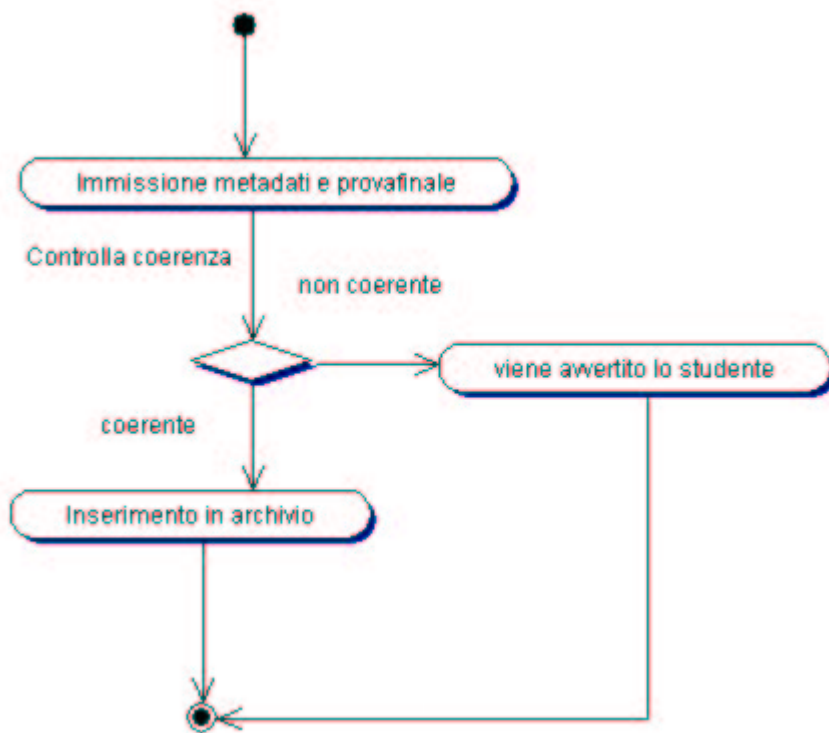 Immissione metadati e provafinale
Controlla coerenza
non coerente
viene avvertito lo studente
coerente
Inserimento in archivio